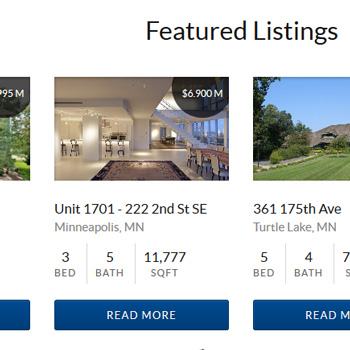 Featured Listings
995 M
$6.900 M
Unit 1701 - 222 2nd St SE
Minneapolis, MN
3 5 11,777
BED BATH SQFT
READ MORE
361 175th Ave
Turtle Lake, MN
5 4 7
BED BATH S
READ MORE